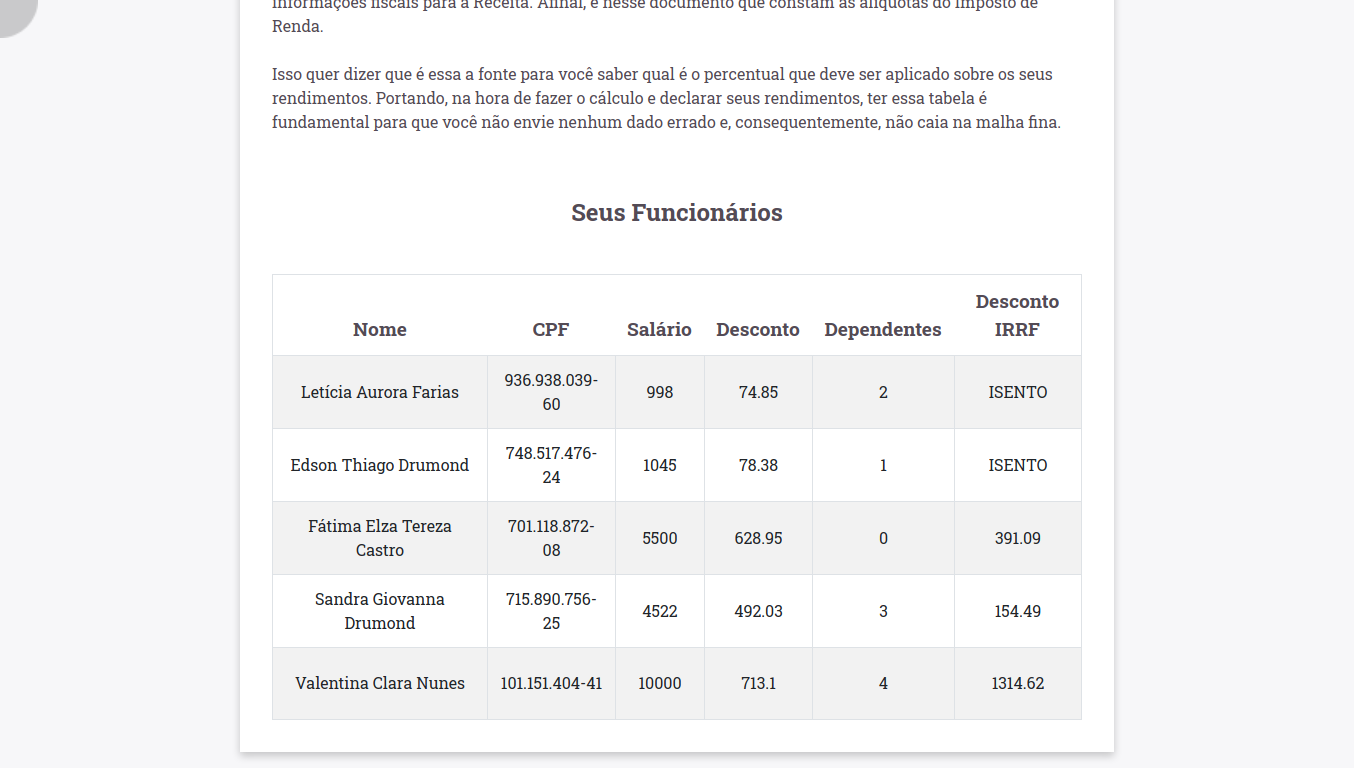 informações fiscais para a Receita. Afinal, é nesse documento que constam as alíquotas do Imposto de
Renda.
Isso quer dizer que é essa a fonte para você saber qual é o percentual que deve ser aplicado sobre os seus
rendimentos. Portando, na hora de fazer o cálculo e declarar seus rendimentos, ter essa tabela é
fundamental para que você não envie nenhum dado errado e, consequentemente, não caia na malha fina.
Seus Funcionários
Nome CPF Salário Desconto Dependentes Desconto
IRRF
Letícia Aurora Farias 936.938.039-
60 998 74.85 2 ISENTO
Edson Thiago Drumond 748.517.476-
24 1045 78.38 1 ISENTO
Fátima Elza Tereza
Castro 701.118.872-
08 5500 628.95 0 391.09
Sandra Giovanna
Drumond 715.890.756-
25 4522 492.03 3 154.49
Valentina Clara Nunes 101.151.404-41 10000 713.1 4 1314.62